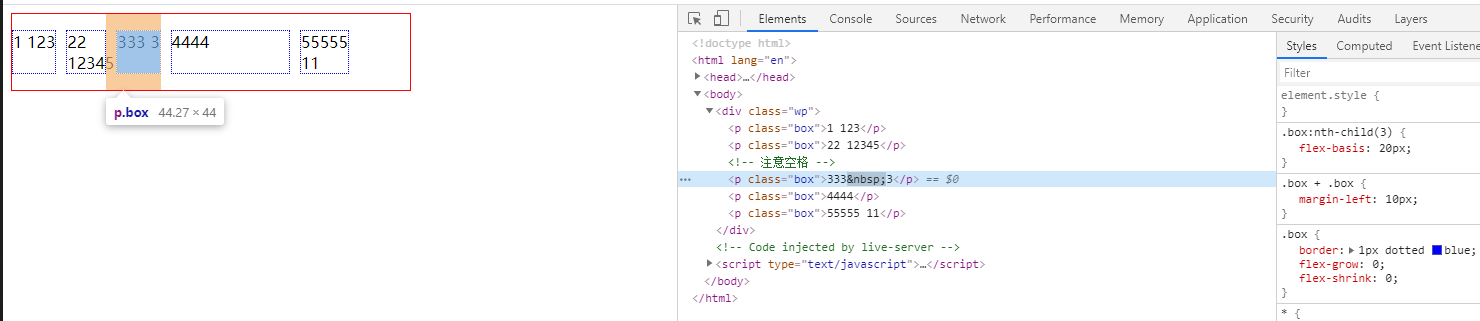 1 123
22
12345
333 3
4444
55555
11
p.box 44.27 × 44
Elements Console Sources Network Performance Memory Application Security Audits Layers
<!doctype html>
<html lang="en">
<head>…</head>
<body>
<div class="wp">
<p class="box">1 123</p>
<p class="box">22 12345</p>
<!-- 注意空格 -->
<p class="box">333&nbsp;3</p> == $0
<p class="box">4444</p>
<p class="box">55555 11</p>
</div>
<!-- Code injected by live-server -->
<script type="text/javascript">…</script>
</body>
</html>
Styles Computed Event Listene
Filter
element.style {
}
.box:nth-child(3) {
flex-basis: 20px;
}
.box + .box {
margin-left: 10px;
}
.box {
border: 1px dotted blue;
flex-grow: 0;
flex-shrink: 0;
}
* {